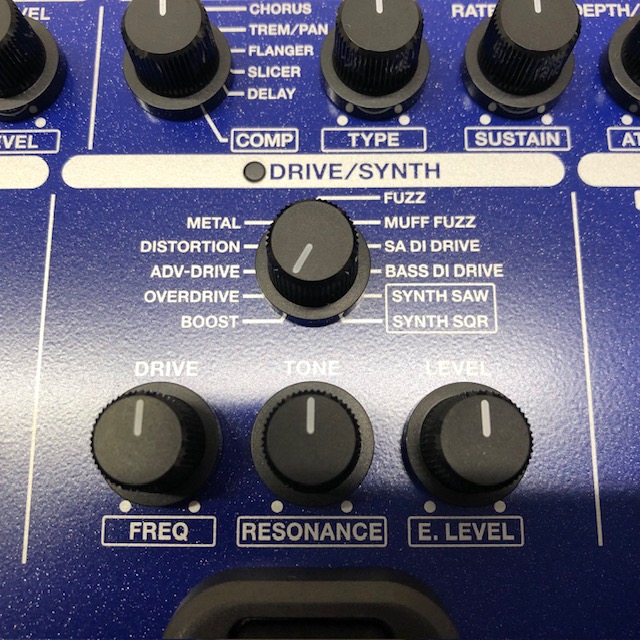 CHORUS
TREM/PAN
FLANGER
SLICER
DELAY
COMP
TYPE
SUSTAIN
DRIVE/SYNTH
FUZZ
METAL
MUFF FUZZ
DISTORTION
SA DI DRIVE
ADV-DRIVE
BASS DI DRIVE
OVERDRIVE
SYNTH SAW
BOOST
SYNTH SQR
DRIVE
TONE
LEVEL
FREQ
RESONANCE
E. LEVEL